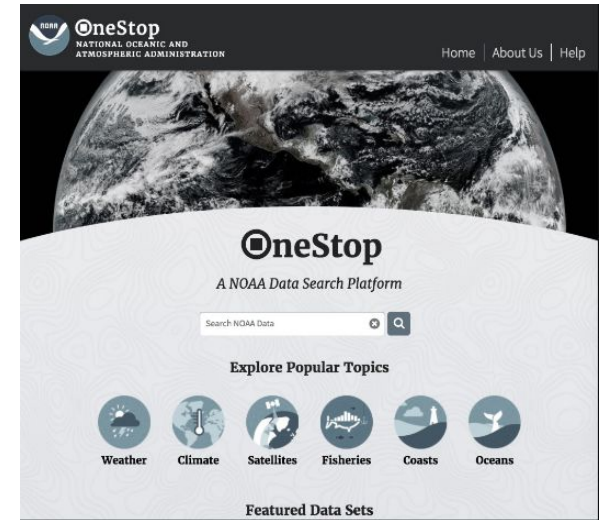 NOAA
OneStop
NATIONAL OCEANIC AND
ATMOSPHERIC ADMINISTRATION
Home | About Us | Help
OneStop
A NOAA Data Search Platform
Search NOAA Data
Explore Popular Topics
Weather Climate Satellites Fisheries Coasts Oceans
Featured Data Sets